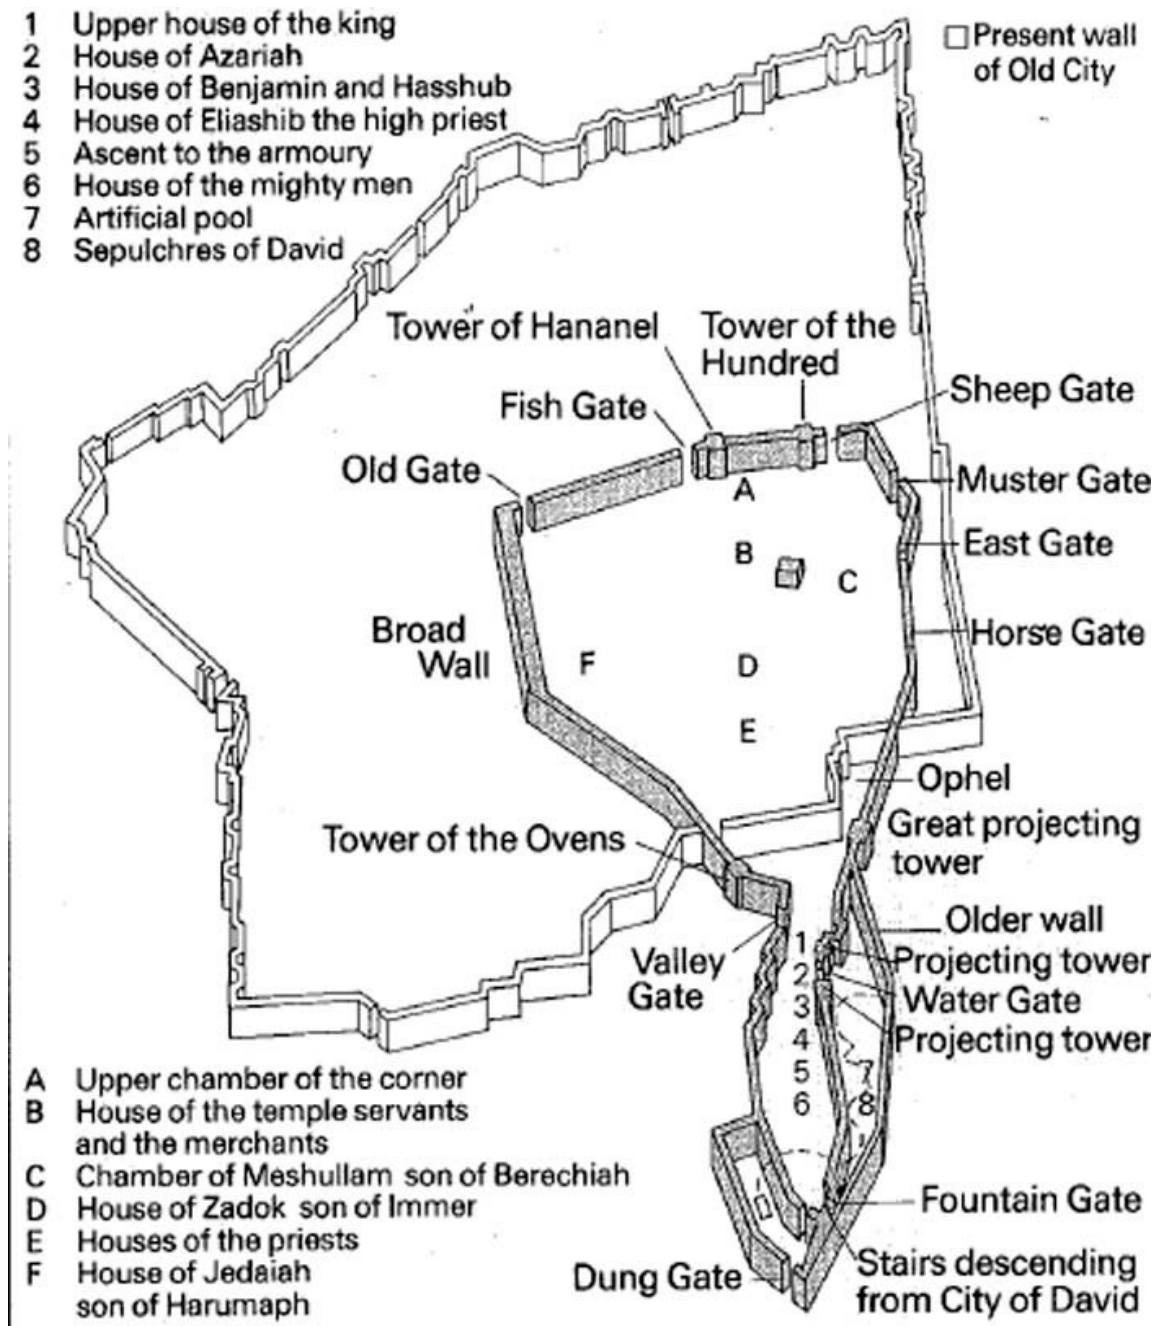 1 Upper house of the king
2 House of Azariah
3 House of Benjamin and Hasshub
4 House of Eliashib the high priest
5 Ascent to the armoury
6 House of the mighty men
7 Artificial pool
8 Sepulchres of David
Present wall
of Old City
Tower of Hananel
Tower of the
Hundred
Fish Gate
Sheep Gate
Old Gate
Muster Gate
A
East Gate
B
C
Broad
Wall
Horse Gate
F
D
E
Ophel
Tower of the Ovens
Great projecting
tower
Older wall
Valley
Gate
1
Projecting tower
2
Water Gate
3
Projecting tower
4
5
7
6
8
Fountain Gate
Dung Gate
Stairs descending
from City of David
A Upper chamber of the corner
B House of the temple servants
and the merchants
C Chamber of Meshullam son of Berechiah
D House of Zadok son of Immer
E Houses of the priests
F House of Jedaiah
son of Harumaph